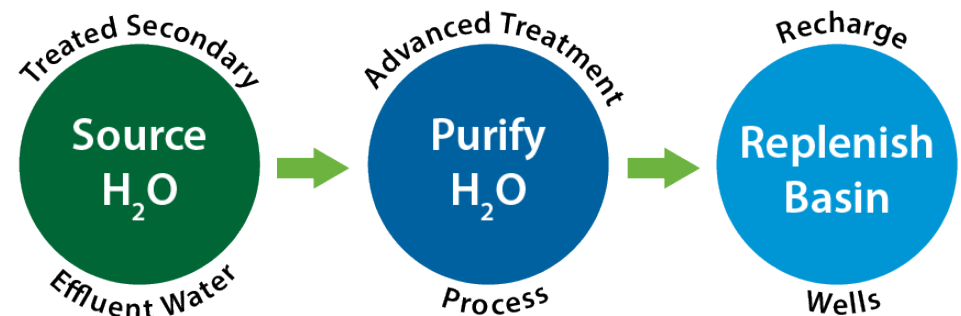 Treated Secondary
Source
H₂O
Effluent Water
Advanced Treatment
Purify
H₂O
Process
Recharge
Replenish
Basin
Wells